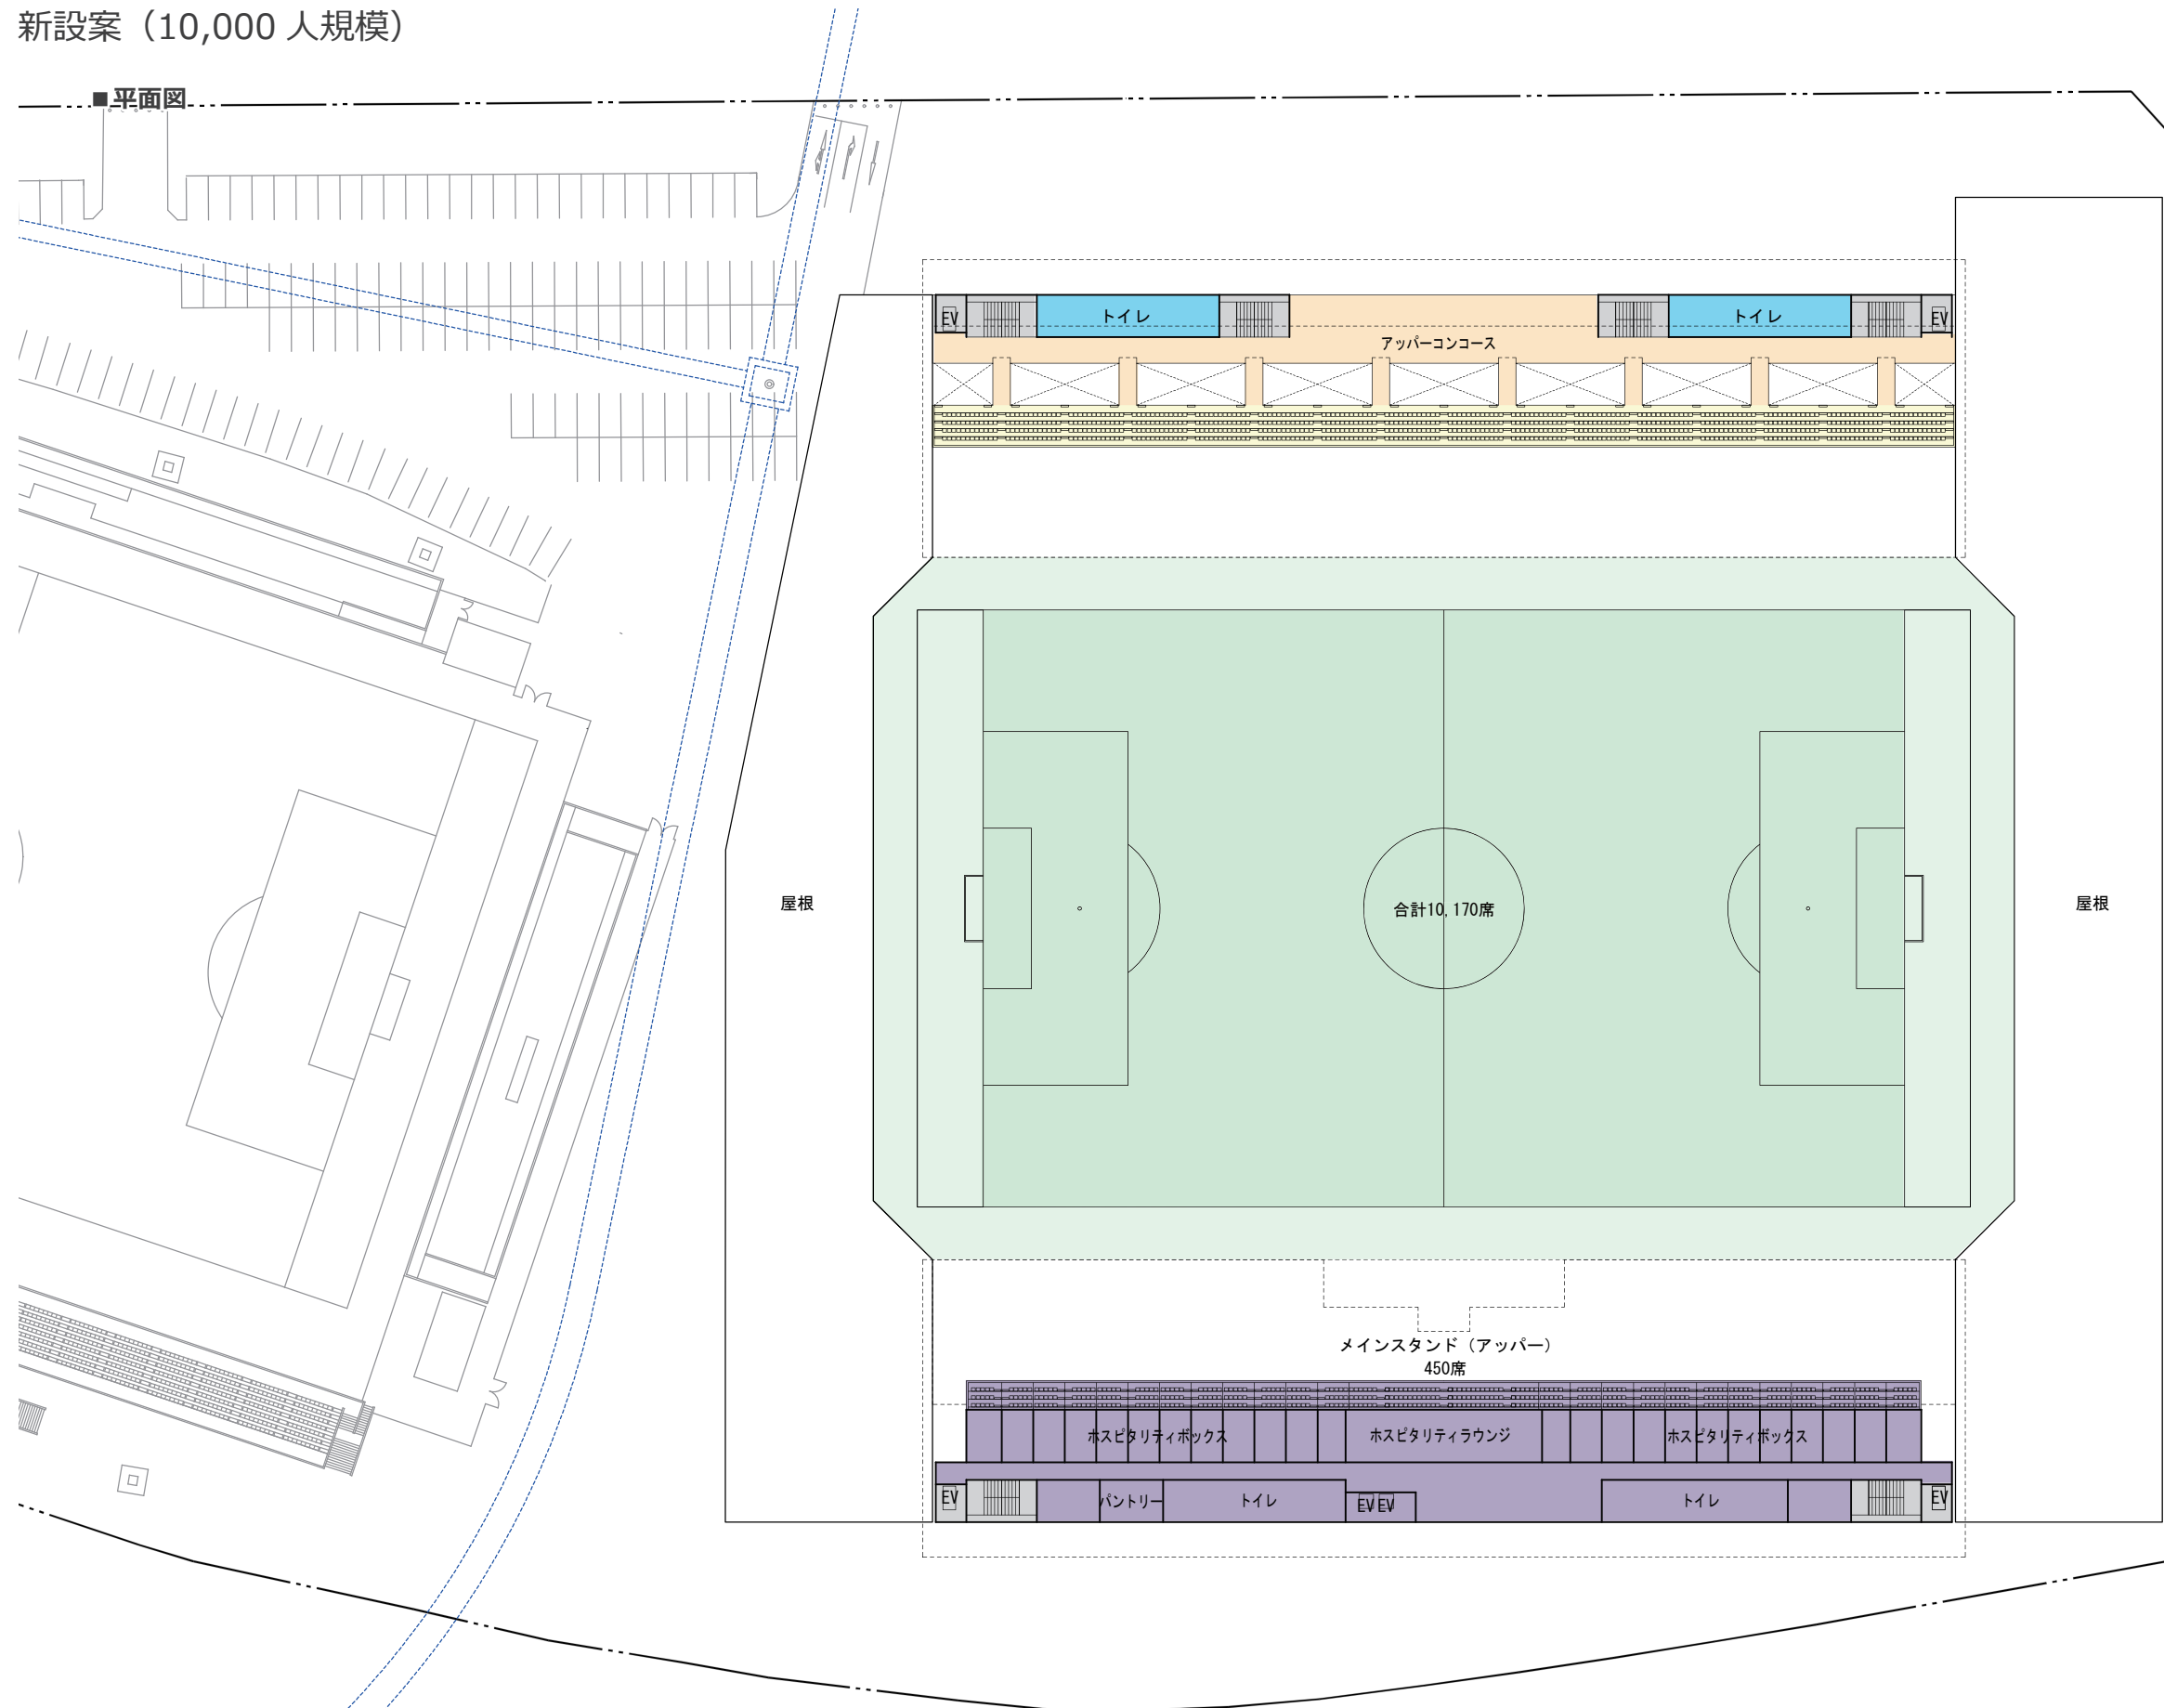 新設案（10,000 人規模）
■平面図
EV
トイレ
トイレ
EV
アッパーコンコース
屋根
合計10,170席
屋根
メインスタンド（アッパー）
450席
ホスピタリティボックス
ホスピタリティラウンジ
ホスピタリティボックス
EV
パントリー
トイレ
EV EV
トイレ
EV